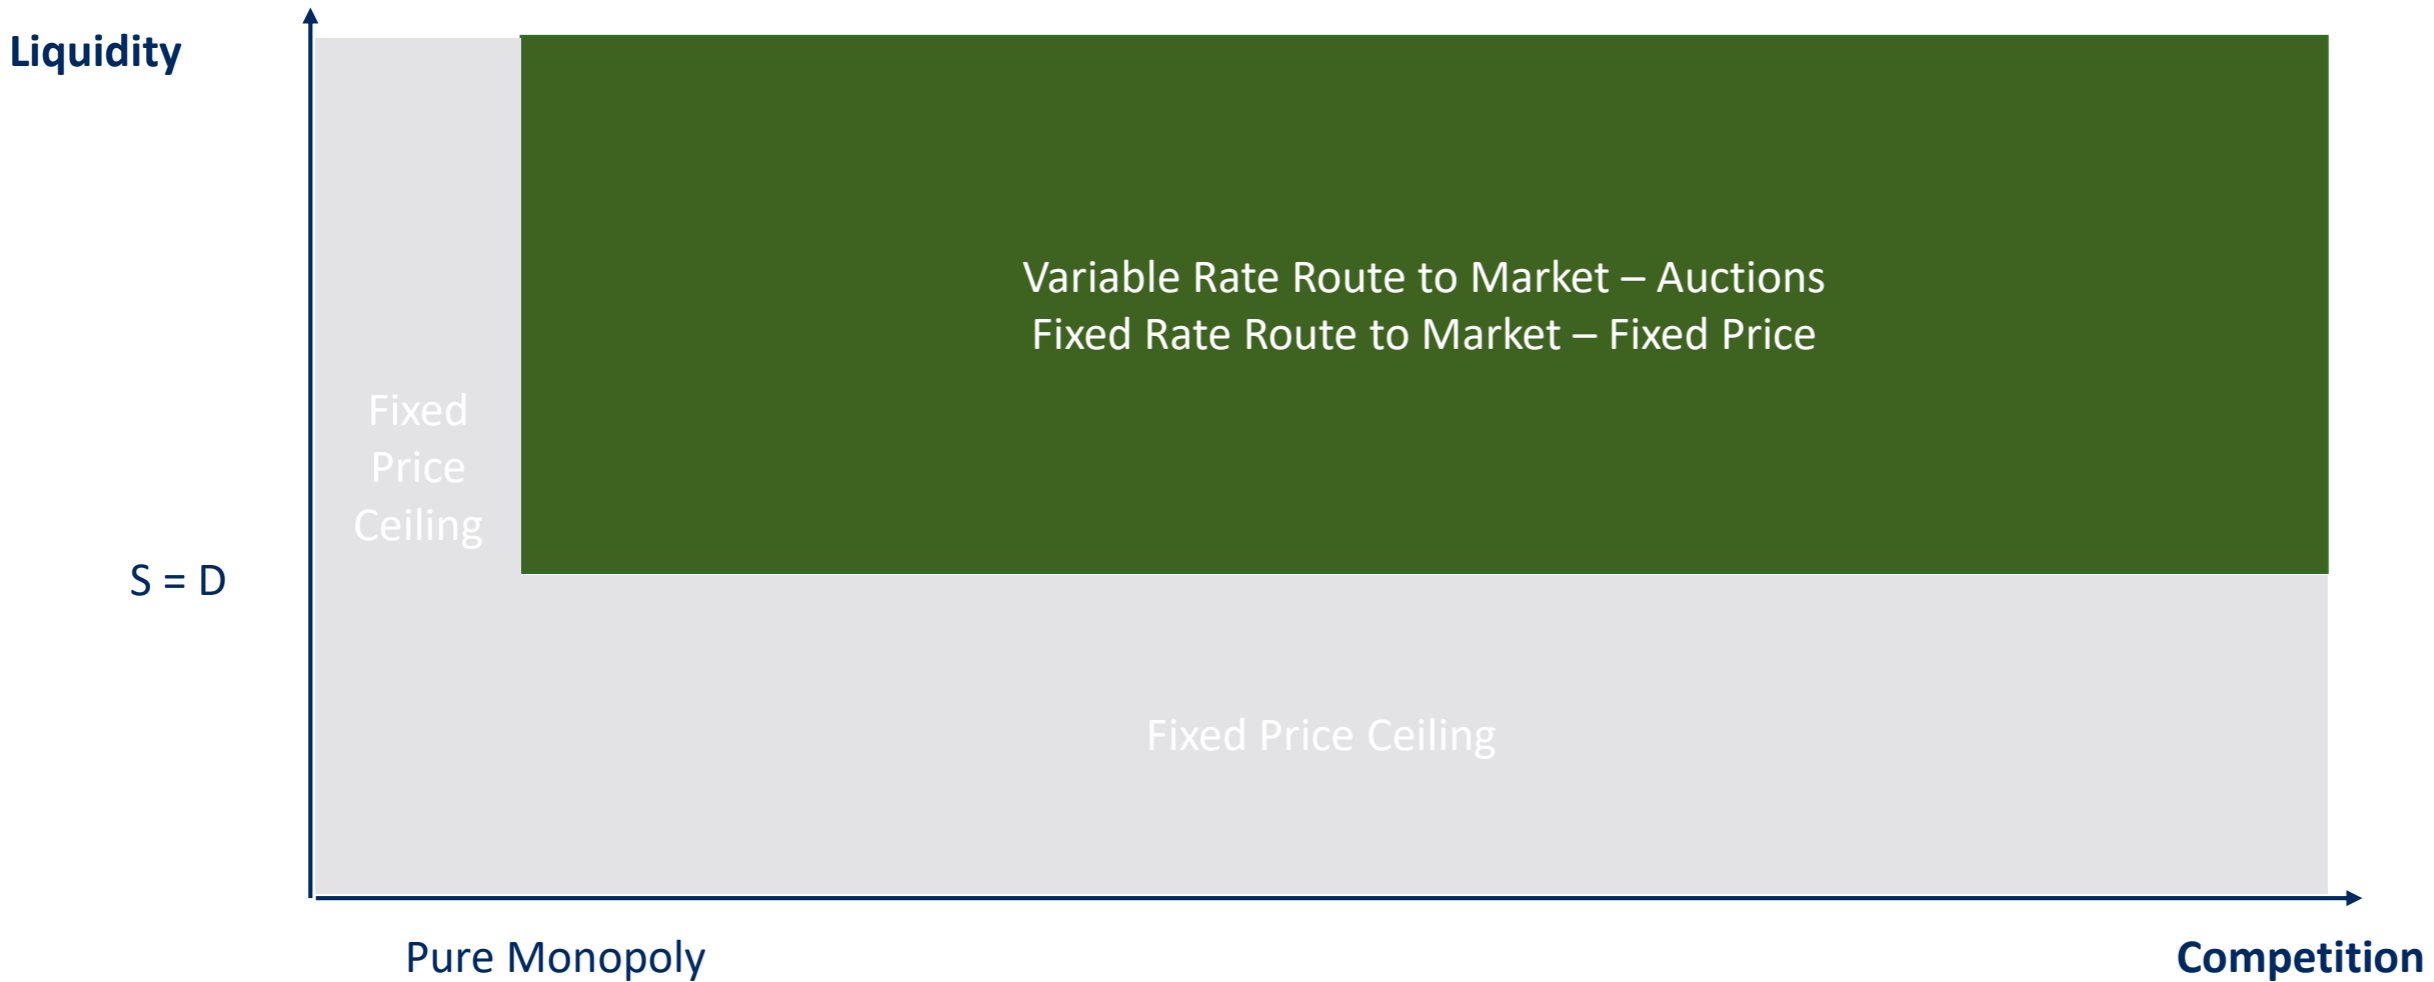 Liquidity
Variable Rate Route to Market – Auctions
Fixed Rate Route to Market – Fixed Price
Fixed
Price
Ceiling
S = D
Fixed Price Ceiling
Pure Monopoly
Competition